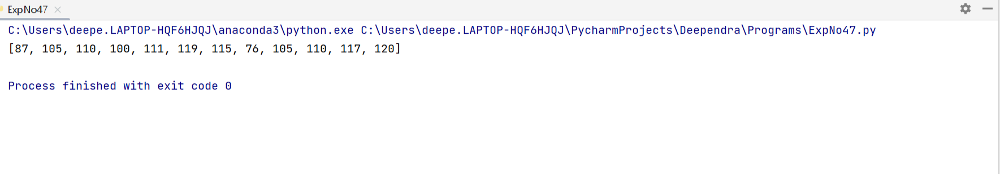 ExpNo47
C:\Users\deepe.LAPTOP-HQF6HJQJ\anaconda3\python.exe C:\Users\deepe.LAPTOP-HQF6HJQJ\PycharmProjects\Deependra\Programs\ExpNo47.py
[87, 105, 110, 100, 111, 119, 115, 76, 105, 110, 117, 120]
Process finished with exit code 0